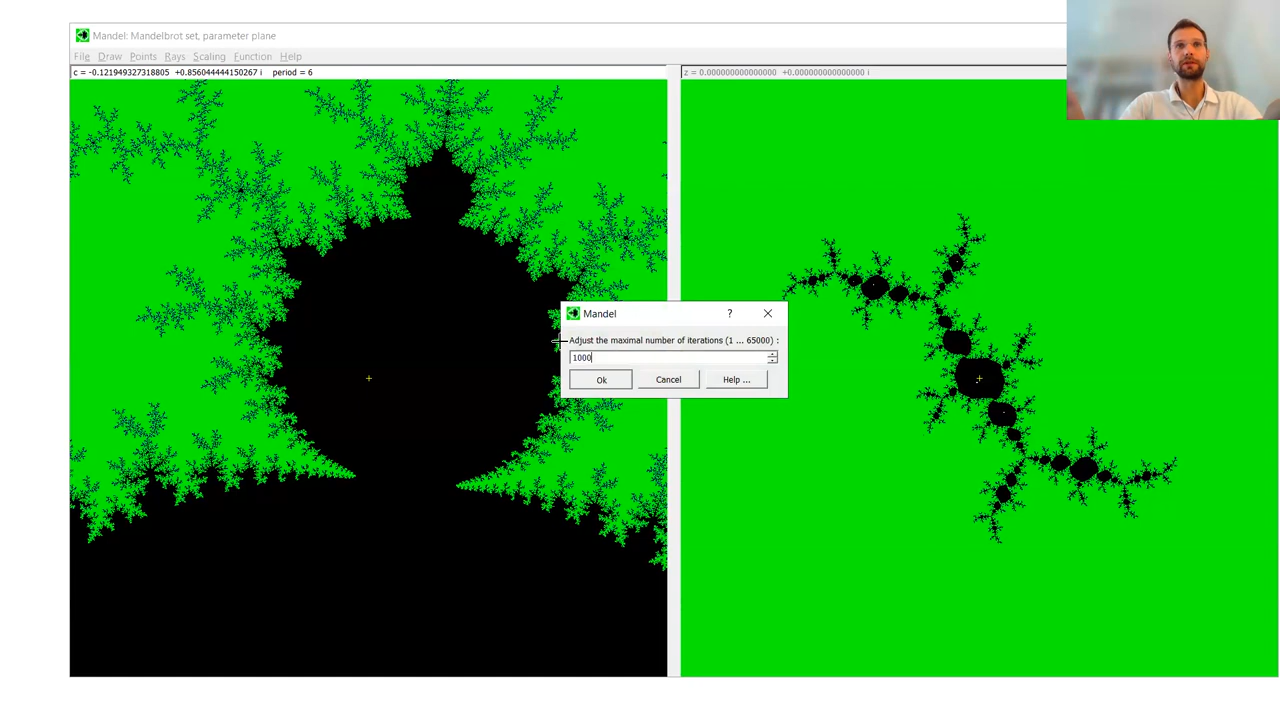 Mandel: Mandelbrot set, parameter plane
File Draw Points Rays Scaling Function Help
c = -0.121949327318805 +0.856044444150267 i period = 6
z = 0.000000000000000 +0.000000000000000 i
Mandel ?
Adjust the maximal number of iterations (1 ... 65000) :
1000
Ok Cancel Help ...